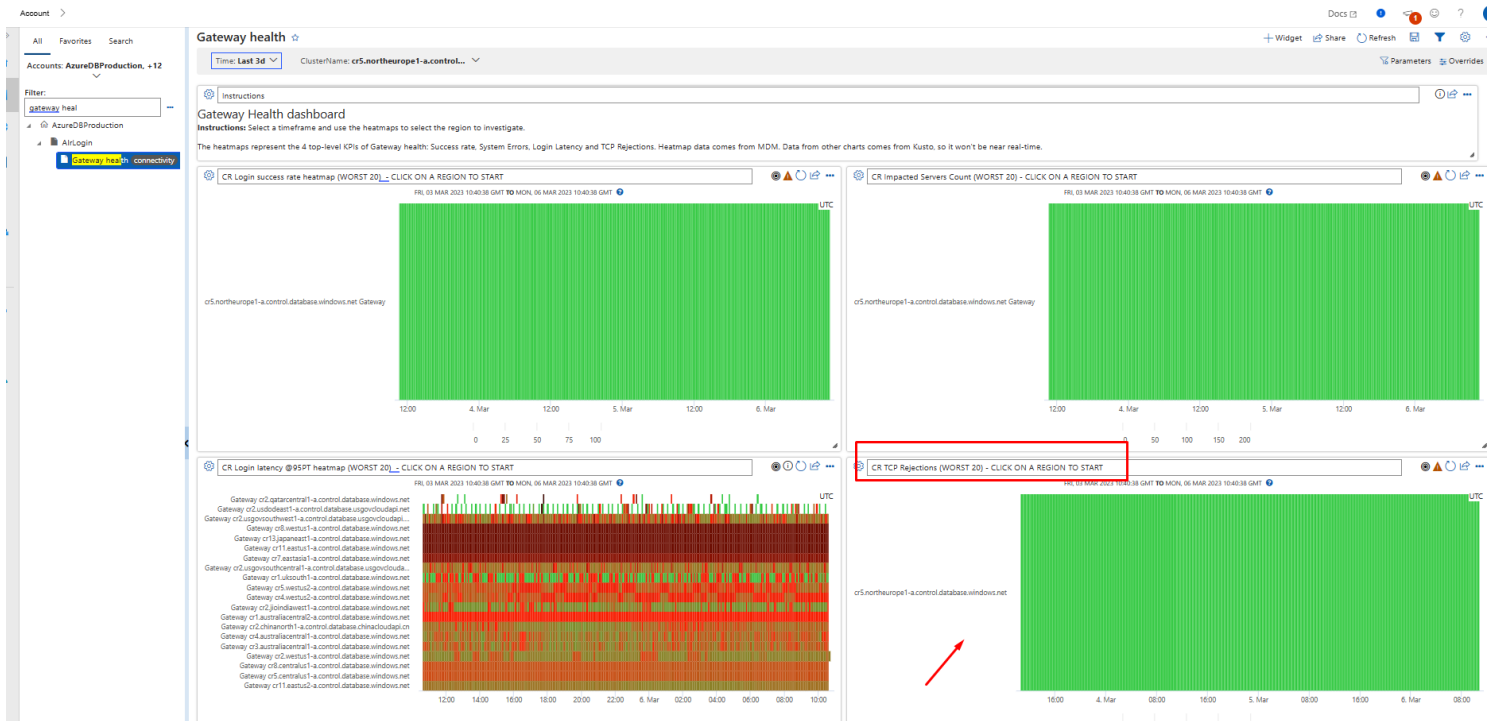 Account
Docs
1
1
?
All Favorites Search
Accounts: AzureDBProduction, +12
Filter:
gateway heal
AzureDBProduction
AIrLogin
Gateway health connectivity
Gateway health
Widget Share Refresh
Time: Last 3d
ClusterName: cr5.northeurope1-a.control...
Parameters Overrides
Instructions
Gateway Health dashboard
Instructions: Select a timeframe and use the heatmaps to select the region to investigate.
The heatmaps represent the 4 top-level KPIs of Gateway health: Success rate, System Errors, Login Latency and TCP Rejections. Heatmap data comes from MDM. Data from other charts comes from Kusto, so it won't be near real-time.
CR Login success rate heatmap (WORST 20) - CLICK ON A REGION TO START
FRI, 03 MAR 2023 10:40:38 GMT TO MON, 06 MAR 2023 10:40:38 GMT
UTC
cr5.northeurope1-a.control.database.windows.net Gateway
12:00 4. Mar 12:00 5. Mar 12:00 6. Mar
0 25 50 75 100
CR Impacted Servers Count (WORST 20) - CLICK ON A REGION TO START
FRI, 03 MAR 2023 10:40:38 GMT TO MON, 06 MAR 2023 10:40:38 GMT
UTC
cr5.northeurope1-a.control.database.windows.net Gateway
12:00 4. Mar 12:00 5. Mar 12:00 6. Mar
0 50 100 150 200
CR Login latency @95PT heatmap (WORST 20) - CLICK ON A REGION TO START
FRI, 03 MAR 2023 10:40:38 GMT TO MON, 06 MAR 2023 10:40:38 GMT
UTC
Gateway cr2.qatarcentral1-a.control.database.windows.net
Gateway cr2.usdodeast1-a.control.database.usgovcloudapi.net
Gateway cr2.usgovsouthwest1-a.control.database.usgovcloudapi...
Gateway cr8.westus1-a.control.database.windows.net
Gateway cr13.japaneast1-a.control.database.windows.net
Gateway cr11.eastus1-a.control.database.windows.net
Gateway cr7.eastasia1-a.control.database.windows.net
Gateway cr2.usgovsouthcentral1-a.control.database.usgovclouda...
Gateway cr1.uksouth1-a.control.database.windows.net
Gateway cr5.westus2-a.control.database.windows.net
Gateway cr4.westus2-a.control.database.windows.net
Gateway cr2.jioindiawest1-a.control.database.windows.net
Gateway cr1.australiacentral2-a.control.database.windows.net
Gateway cr2.chinanorth1-a.control.database.chinacloudapi.cn
Gateway cr4.australiacentral1-a.control.database.windows.net
Gateway cr3.australiacentral1-a.control.database.windows.net
Gateway cr2.westus1-a.control.database.windows.net
Gateway cr8.centralus1-a.control.database.windows.net
Gateway cr5.centralus1-a.control.database.windows.net
Gateway cr11.eastus2-a.control.database.windows.net
12:00 14:00 16:00 18:00 20:00 22:00 6. Mar 02:00 04:00 06:00 08:00 10:00
CR TCP Rejections (WORST 20) - CLICK ON A REGION TO START
FRI, 03 MAR 2023 10:40:38 GMT TO MON, 06 MAR 2023 10:40:38 GMT
UTC
cr5.northeurope1-a.control.database.windows.net
16:00 4. Mar 08:00 16:00 5. Mar 08:00 16:00 6. Mar 08:00